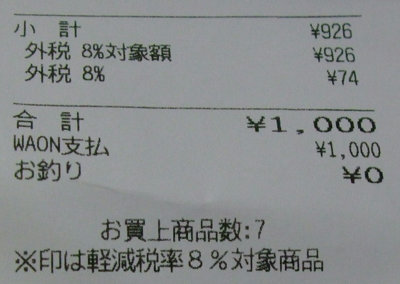 小 計 ¥926
外税 8%対象額 ¥926
外税 8% ¥74
合 計 ¥1,000
WAON支払 ¥1,000
お釣り ¥0
お買上商品数:7
※印は軽減税率8%対象商品